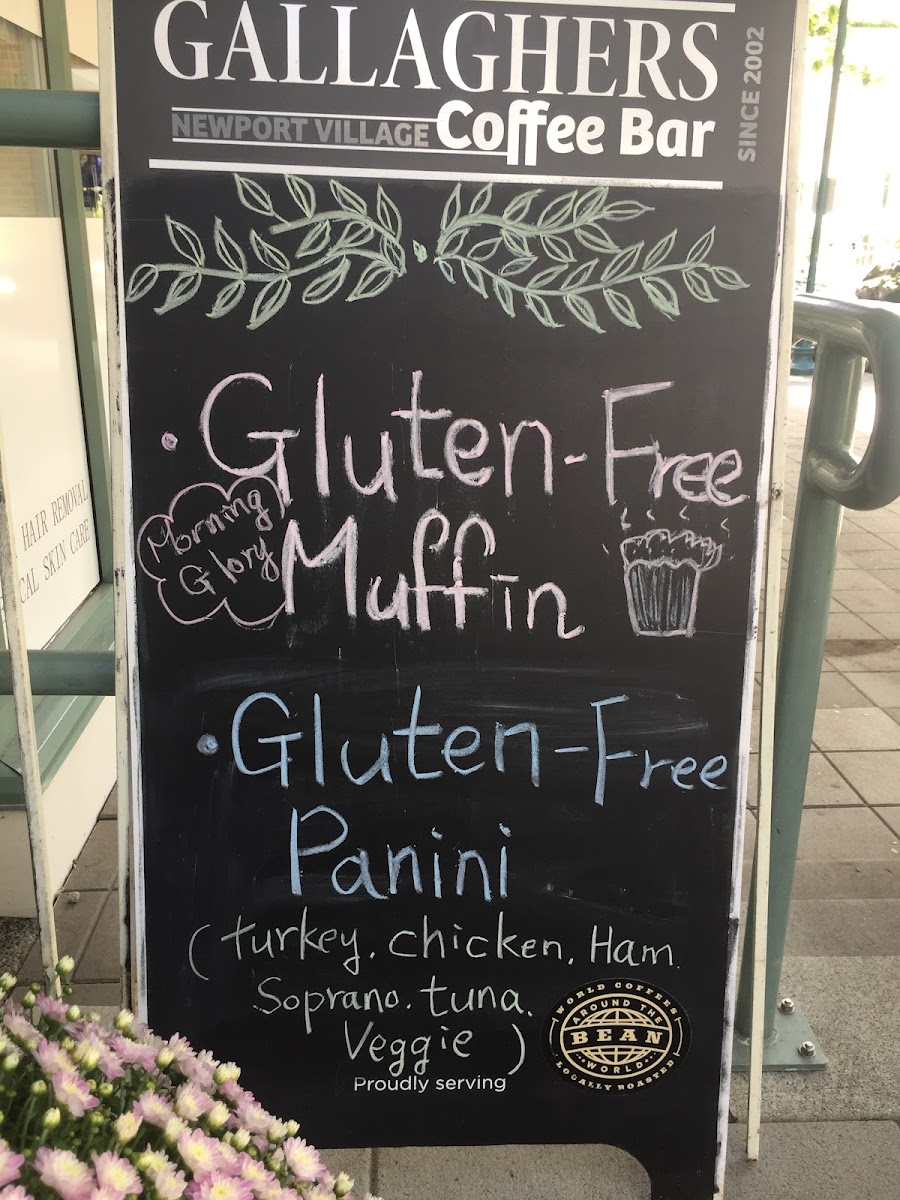 GALLAGHERS
NEWPORT VILLAGE Coffee Bar
SINCE 2002
• Gluten-Free
Morning
Glory
Muffin
• Gluten-Free
Panini
(turkey, chicken, Ham
Soprano. tuna.
Veggie)
Proudly serving
WORLD COFFEES
AROUND THE
BEAN
WORLD
LOCALLY ROASTED
HAIR REMOVAL
CAL SKIN CARE